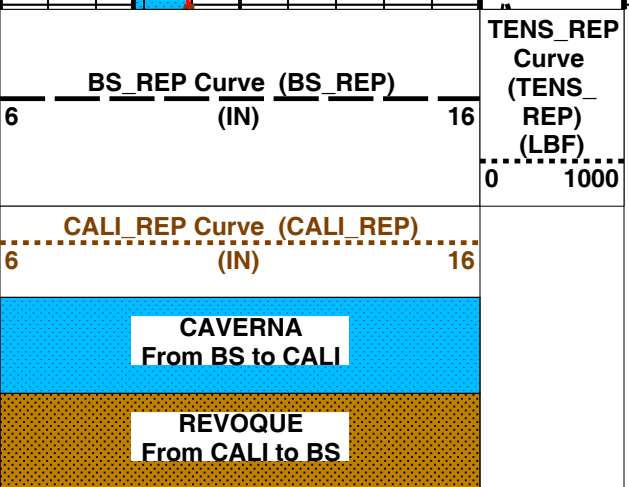 BS_REP Curve (BS_REP)
6 (IN) 16
TENS_REP
Curve
(TENS_
REP)
(LBF)
0 1000
CALI_REP Curve (CALI_REP)
6 (IN) 16
CAVERNA
From BS to CALI
REVOQUE
From CALI to BS